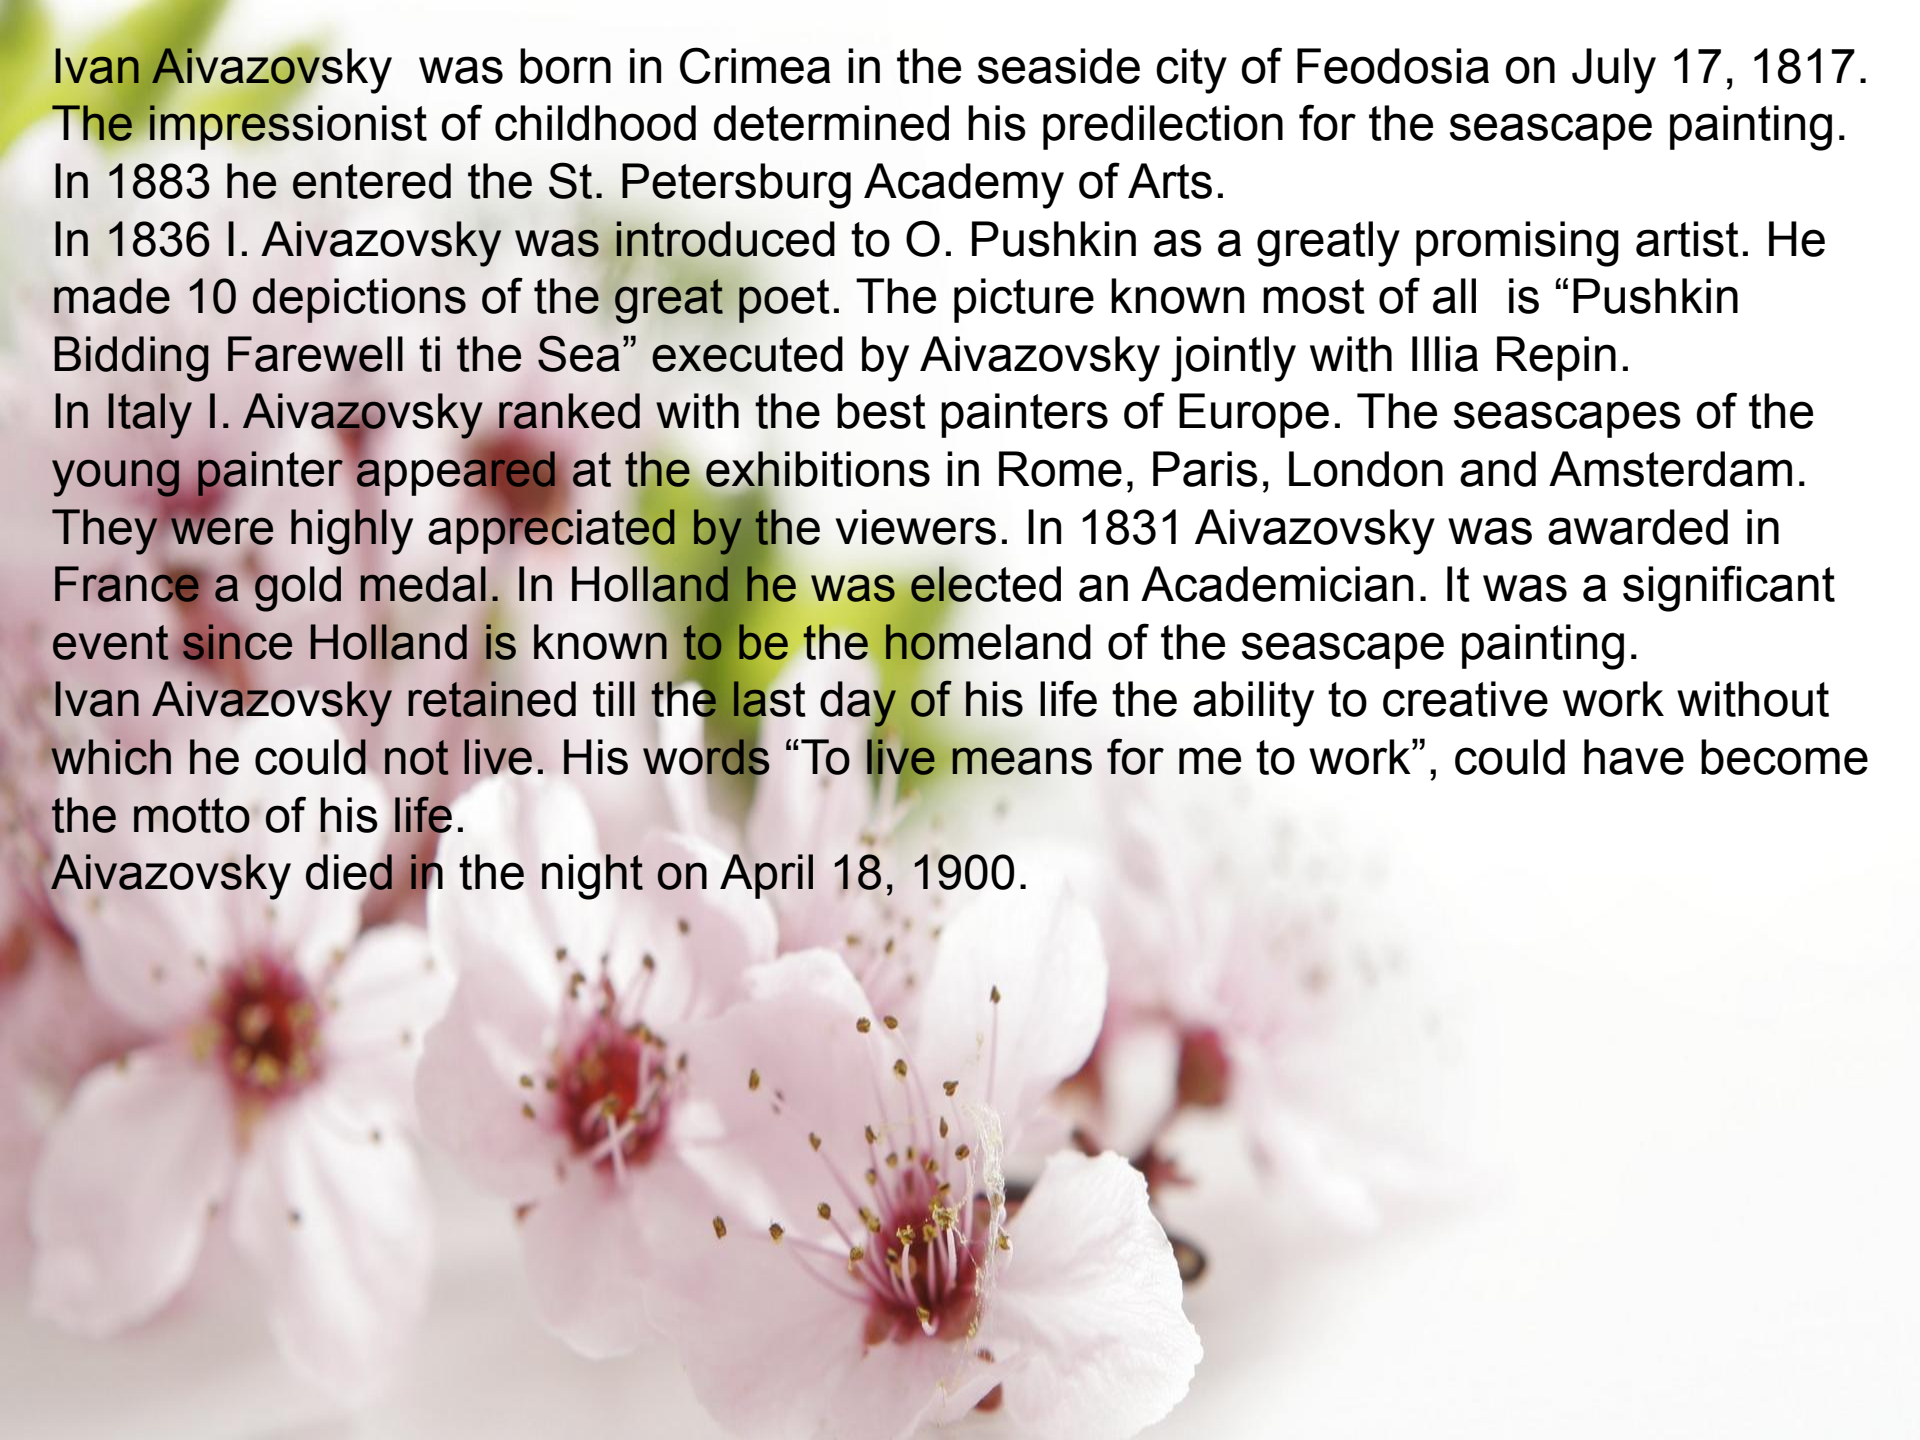 Ivan Aivazovsky  was born in Crimea in the seaside city of Feodosia on July 17, 1817.
The impressionist of childhood determined his predilection for the seascape painting.
In 1883 he entered the St. Petersburg Academy of Arts.
In 1836 I. Aivazovsky was introduced to O. Pushkin as a greatly promising artist. He
made 10 depictions of the great poet. The picture known most of all  is “Pushkin
Bidding Farewell ti the Sea” executed by Aivazovsky jointly with Illia Repin.
In Italy I. Aivazovsky ranked with the best painters of Europe. The seascapes of the
young painter appeared at the exhibitions in Rome, Paris, London and Amsterdam.
They were highly appreciated by the viewers. In 1831 Aivazovsky was awarded in
France a gold medal. In Holland he was elected an Academician. It was a significant
event since Holland is known to be the homeland of the seascape painting.
Ivan Aivazovsky retained till the last day of his life the ability to creative work without
which he could not live. His words “To live means for me to work”, could have become
the motto of his life.
Aivazovsky died in the night on April 18, 1900.